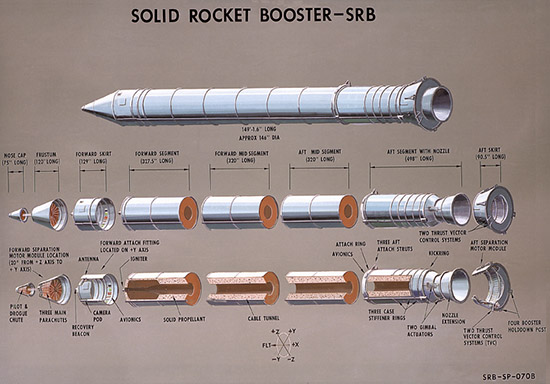 SOLID ROCKET BOOSTER—SRB
149'-1.6" LONG
APPROX 146" DIA
NOSE CAP
(75" LONG)
FRUSTUM
(123" LONG)
FORWARD SKIRT
(129" LONG)
FORWARD SEGMENT
(327.5" LONG)
FORWARD MID SEGMENT
(320" LONG)
AFT MID SEGMENT
(320" LONG)
AFT SEGMENT WITH NOZZLE
(498" LONG)
AFT SKIRT
(90.5" LONG)
FORWARD SEPARATION
MOTOR MODULE LOCATION
(20° FROM -Z AXIS TO
+ Y AXIS)
FORWARD ATTACH FITTING
LOCATED ON +Y AXIS
ANTENNA
IGNITER
ATTACH RING
AVIONICS
THREE AFT
ATTACH STRUTS
TWO THRUST VECTOR
CONTROL SYSTEMS
KICKRING
AFT SEPARATION
MOTOR MODULE
PILOT &
DROGUE
CHUTE
THREE MAIN
PARACHUTES
RECOVERY
BEACON
CAMERA
POD
AVIONICS
SOLID PROPELLANT
CABLE TUNNEL
THREE CASE
STIFFENER RINGS
TWO GIMBAL
ACTUATORS
NOZZLE
EXTENSION
TWO THRUST
VECTOR CONTROL
SYSTEMS (TVC)
FOUR BOOSTER
HOLDDOWN POST
+Z
+Y
FLT
+X
-Y
-Z
SRB-SP-070B